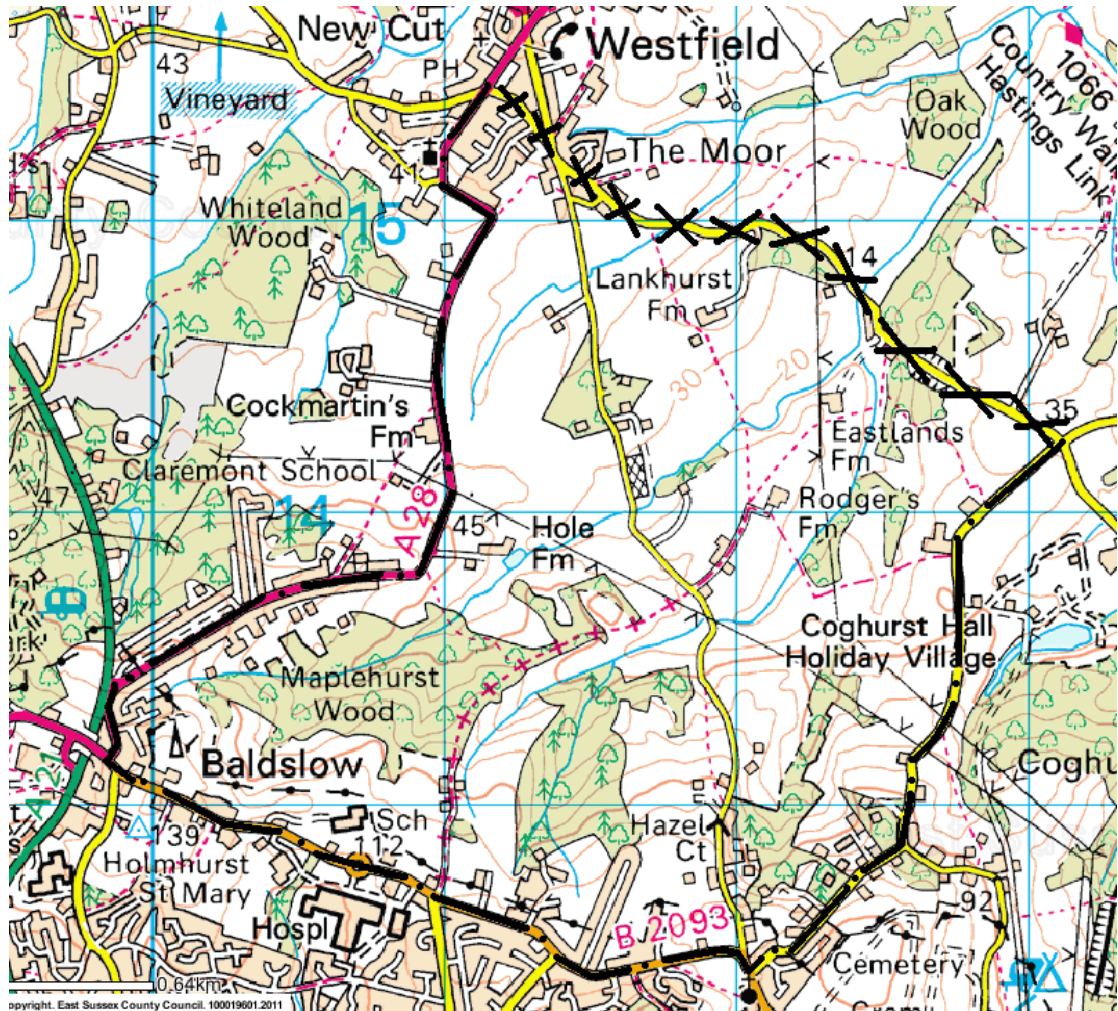 New Cut
Westfield
43
PH
Vineyard
Oak
Wood
1066
Country Walk
Hastings Link
The Moor
41
Whiteland
Wood
15
14
Lankhurst
Fm
30
20
Cockmartin's
Fm
35
Eastlands
Fm
Claremont School
47
14
A 28
45
Hole
Fm
Rodger's
Fm
Coghurst Hall
Holiday Village
Maplehurst
Wood
Baldslow
A 21
Sch
139
112
Hazel
Ct
Holmhurst
St Mary
Hospl
B 2093
92
Cemetery
0.64km
opyright. East Sussex County Council. 100019601.2011